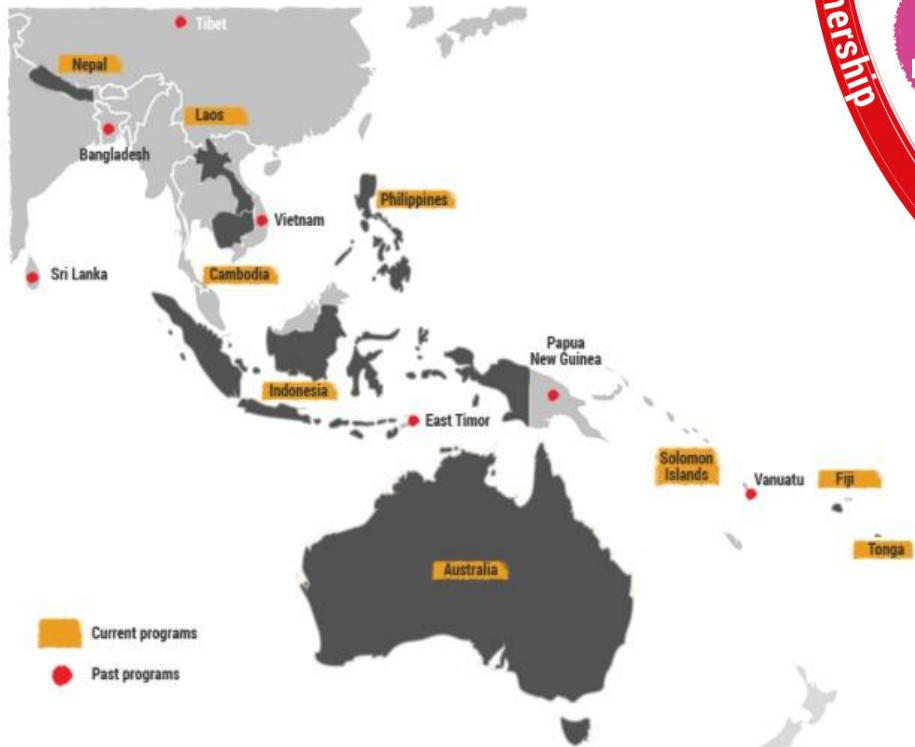 Tibet
Nepal
Laos
Bangladesh
Philippines
Vietnam
Sri Lanka
Cambodia
Papua
New Guinea
Indonesia
East Timor
Solomon
Islands
Vanuatu
Fiji
Tonga
Australia
Current programs
Past programs